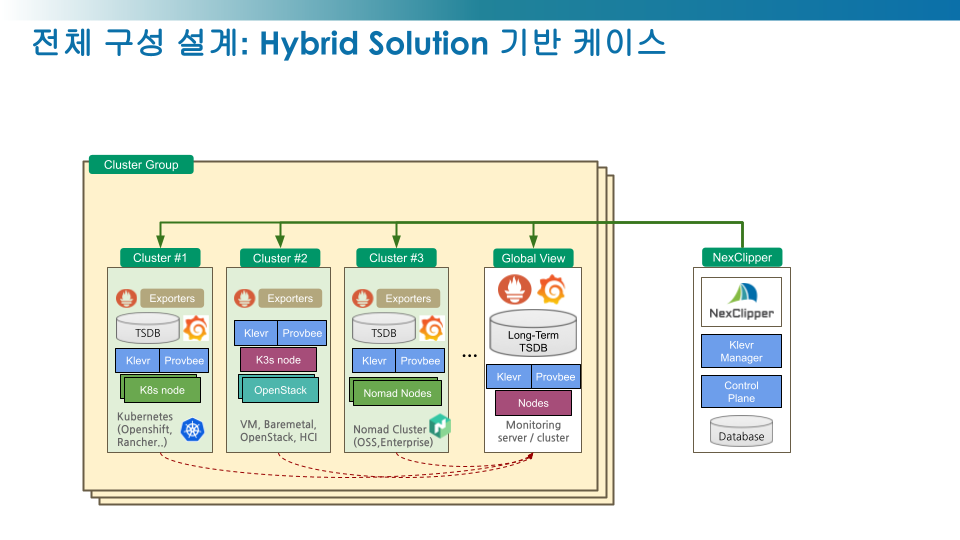 전체 구성 설계: Hybrid Solution 기반 케이스
Cluster Group
Cluster #1
Exporters
TSDB
Klevr
Provbee
K8s node
Kubernetes
(Openshift,
Rancher..)
Cluster #2
Exporters
Klevr
Provbee
K3s node
OpenStack
VM, Baremetal,
OpenStack, HCI
Cluster #3
Exporters
TSDB
Klevr
Provbee
Nomad Nodes
Nomad Cluster
(OSS,Enterprise)
...
Global View
Long-Term
TSDB
Klevr
Provbee
Nodes
Monitoring
server / cluster
NexClipper
NexClipper
Klevr
Manager
Control
Plane
Database